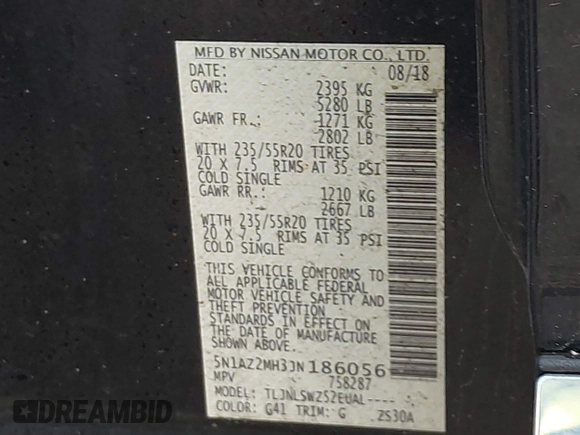 MFD BY NISSAN MOTOR CO., LTD.
DATE: 08/18
GVWR: 2395 KG
5280 LB
GAWR FR.: 1271 KG
2802 LB
WITH 235/55R20 TIRES
20 X 7.5 RIMS AT 35 PSI
COLD SINGLE
GAWR RR.: 1210 KG
2667 LB
WITH 235/55R20 TIRES
20 X 7.5 RIMS AT 35 PSI
COLD SINGLE
THIS VEHICLE CONFORMS TO
ALL APPLICABLE FEDERAL
MOTOR VEHICLE SAFETY AND
THEFT PREVENTION
STANDARDS IN EFFECT ON
THE DATE OF MANUFACTURE
SHOWN ABOVE.
5N1AZ2MH3JN186056
MPV 758287
MODEL: TLJNLSWZ52EUAL----
COLOR: G41 TRIM: G ZS30A
DREAMBID